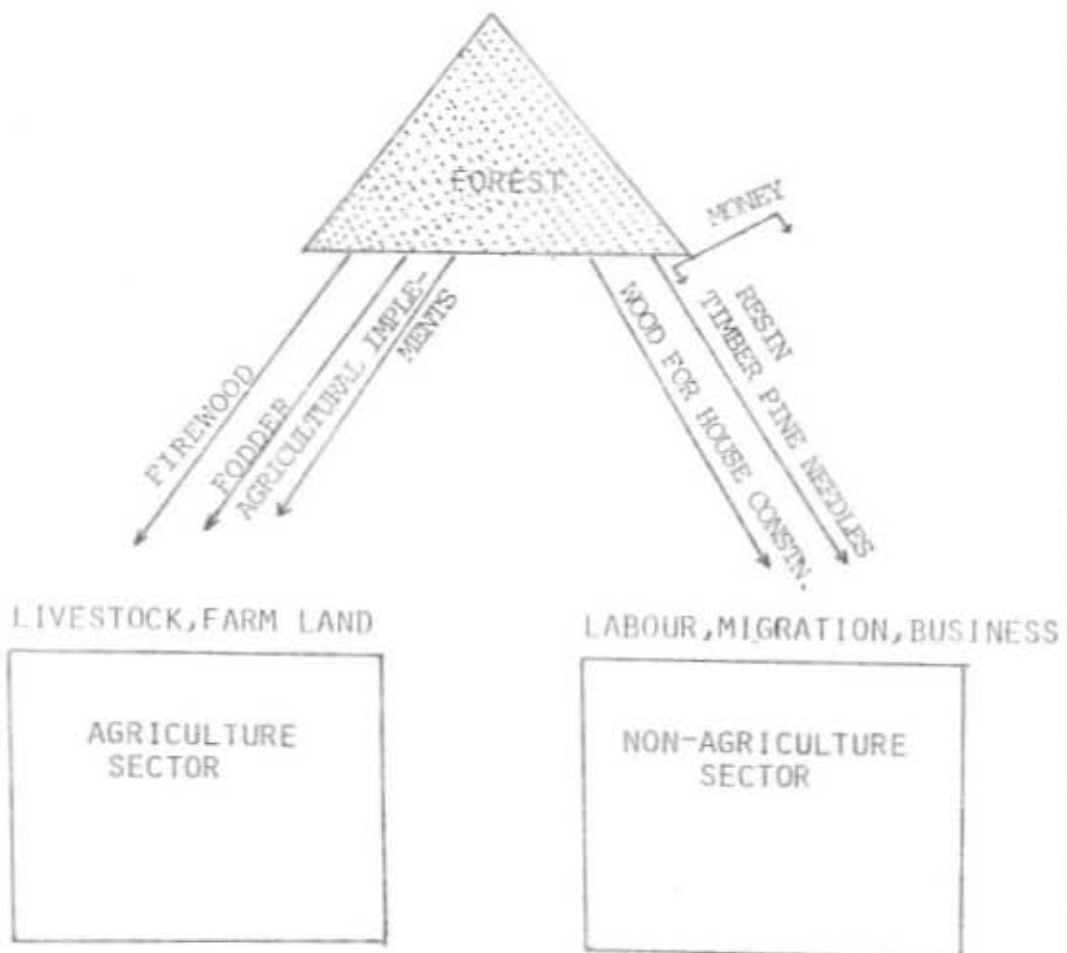 FOREST
MONEY
FIREWOOD
FODDER
AGRICULTURAL IMPLE-
MENTS
WOOD FOR HOUSE CONSTN.
RESIN
TIMBER PINE NEEDLES
LIVESTOCK,FARM LAND
AGRICULTURE
SECTOR
LABOUR,MIGRATION,BUSINESS
NON-AGRICULTURE
SECTOR